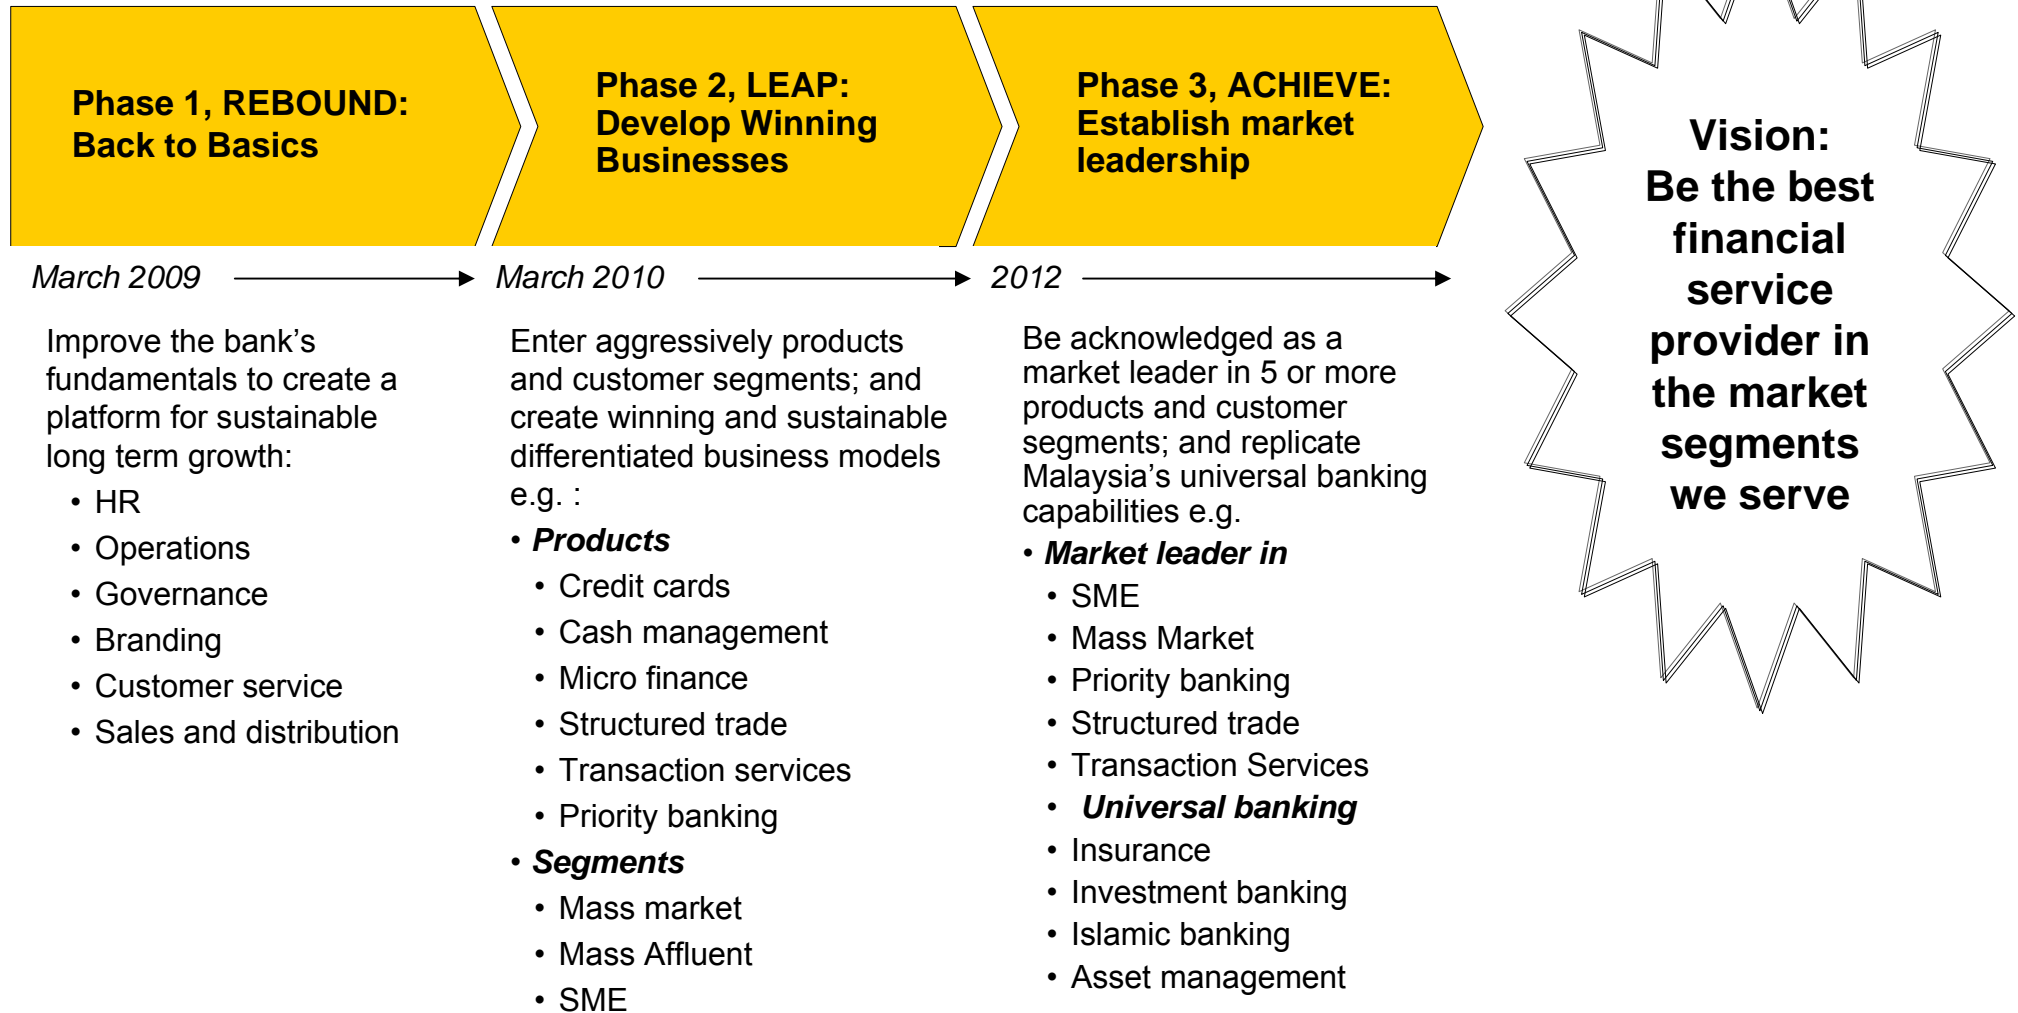 Phase 1, REBOUND:
Back to Basics
Phase 2, LEAP:
Develop Winning
Businesses
Phase 3, ACHIEVE:
Establish market
leadership
Vision:
Be the best
financial
service
provider in
the market
segments
we serve
March 2009
March 2010
2012
Improve the bank’s
fundamentals to create a
platform for sustainable
long term growth:
• HR
• Operations
• Governance
• Branding
• Customer service
• Sales and distribution
Enter aggressively products
and customer segments; and
create winning and sustainable
differentiated business models
e.g. :
• Products
• Credit cards
• Cash management
• Micro finance
• Structured trade
• Transaction services
• Priority banking
• Segments
• Mass market
• Mass Affluent
• SME
Be acknowledged as a
market leader in 5 or more
products and customer
segments; and replicate
Malaysia’s universal banking
capabilities e.g.
• Market leader in
• SME
• Mass Market
• Priority banking
• Structured trade
• Transaction Services
• Universal banking
• Insurance
• Investment banking
• Islamic banking
• Asset management